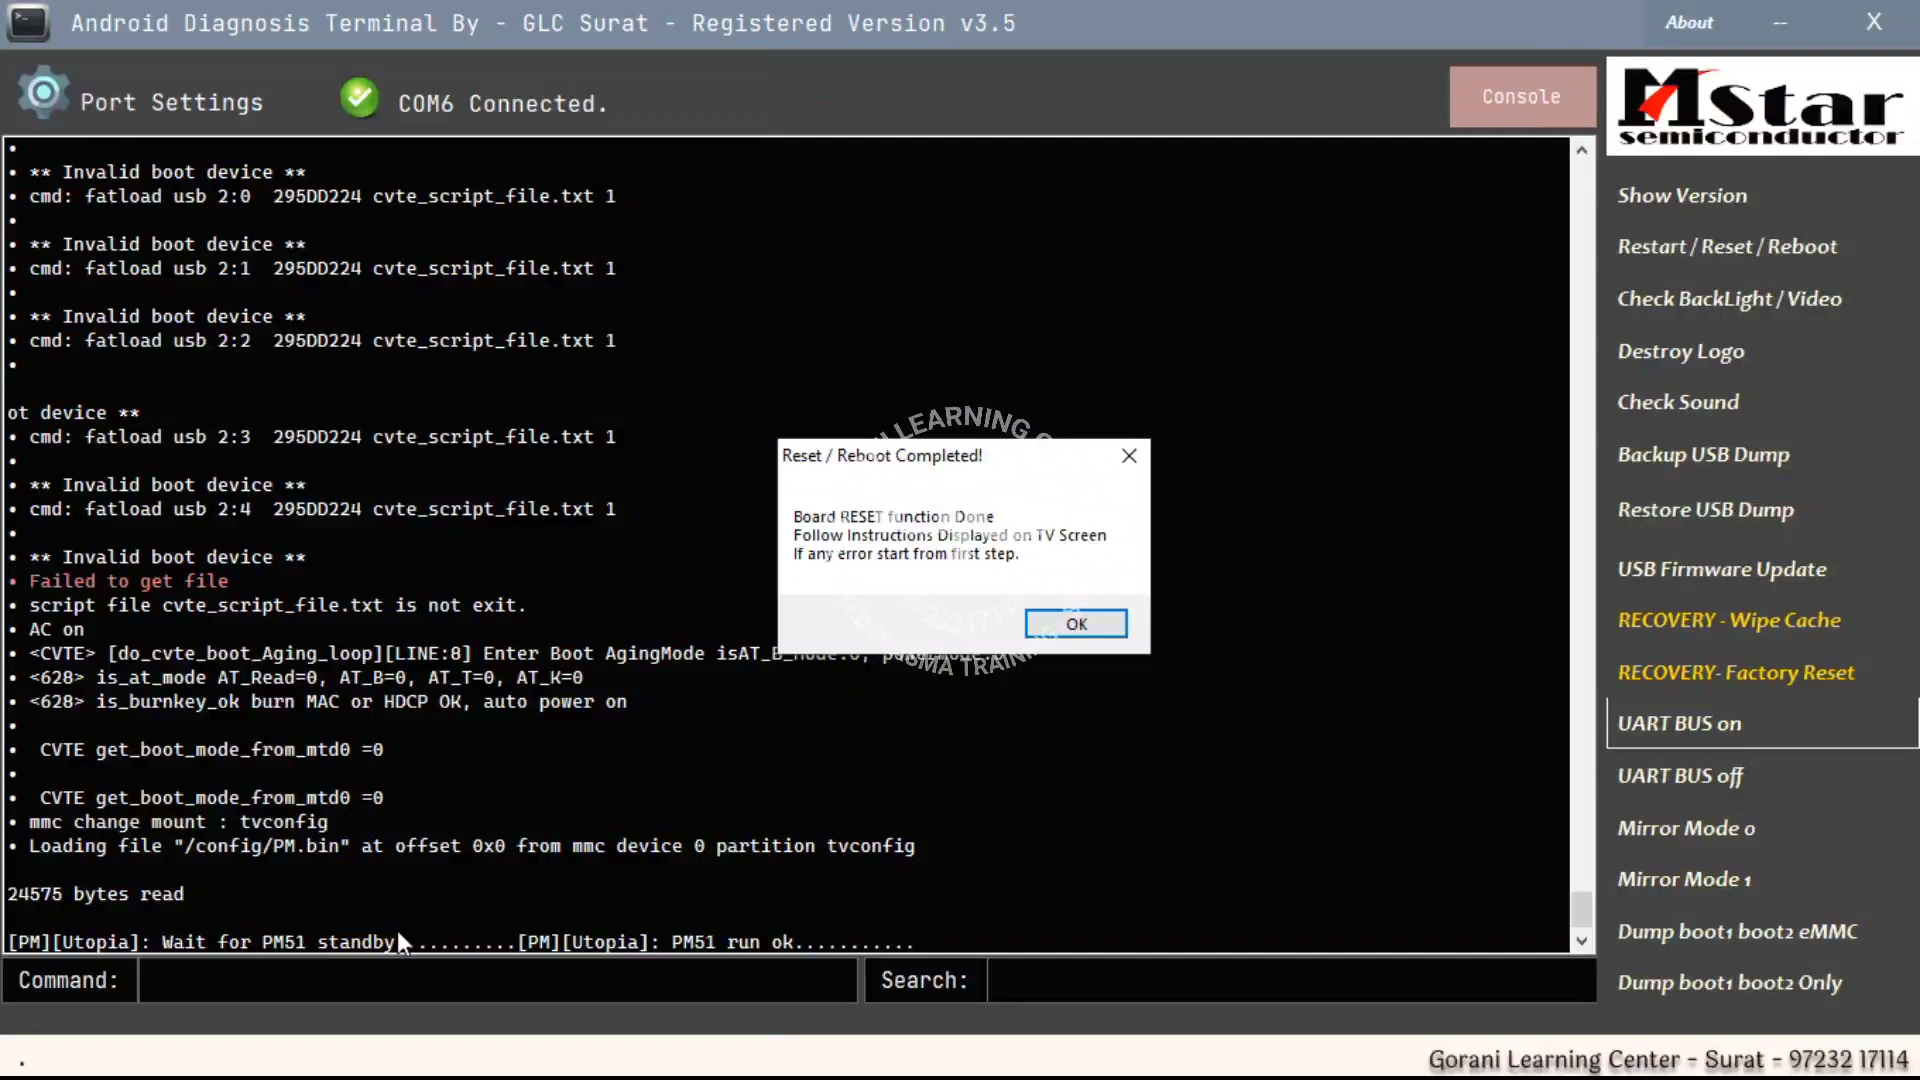 Android Diagnosis Terminal By - GLC Surat - Registered Version v3.5
About -- X
Port Settings
COM6 Connected.
Console
MStar
semiconductor
• ** Invalid boot device **
• cmd: fatload usb 2:0  295DD224 cvte_script_file.txt 1
•
• ** Invalid boot device **
• cmd: fatload usb 2:1  295DD224 cvte_script_file.txt 1
•
• ** Invalid boot device **
• cmd: fatload usb 2:2  295DD224 cvte_script_file.txt 1
•
ot device **
• cmd: fatload usb 2:3  295DD224 cvte_script_file.txt 1
•
• ** Invalid boot device **
• cmd: fatload usb 2:4  295DD224 cvte_script_file.txt 1
•
• ** Invalid boot device **
• Failed to get file
• script file cvte_script_file.txt is not exit.
• AC on
• <CVTE> [do_cvte_boot_Aging_loop][LINE:8] Enter Boot AgingMode
• <628> is_at_mode AT_Read=0, AT_B=0, AT_T=0, AT_K=0
• <628> is_burnkey_ok burn MAC or HDCP OK, auto power on
•
•  CVTE get_boot_mode_from_mtd0 =0
•
•  CVTE get_boot_mode_from_mtd0 =0
• mmc change mount : tvconfig
• Loading file "/config/PM.bin" at offset 0x0 from mmc device 0 partition tvconfig
24575 bytes read
[PM][Utopia]: Wait for PM51 standby..........[PM][Utopia]: PM51 run ok...........
Reset / Reboot Completed!
Board RESET function Done
Follow Instructions Displayed on TV Screen
If any error start from first step.
OK
LEARNING
Command:
Search:
Show Version
Restart / Reset / Reboot
Check BackLight / Video
Destroy Logo
Check Sound
Backup USB Dump
Restore USB Dump
USB Firmware Update
RECOVERY - Wipe Cache
RECOVERY- Factory Reset
UART BUS on
UART BUS off
Mirror Mode 0
Mirror Mode 1
Dump boot1 boot2 eMMC
Dump boot1 boot2 Only
.
Gorani Learning Center - Surat - 97232 17114